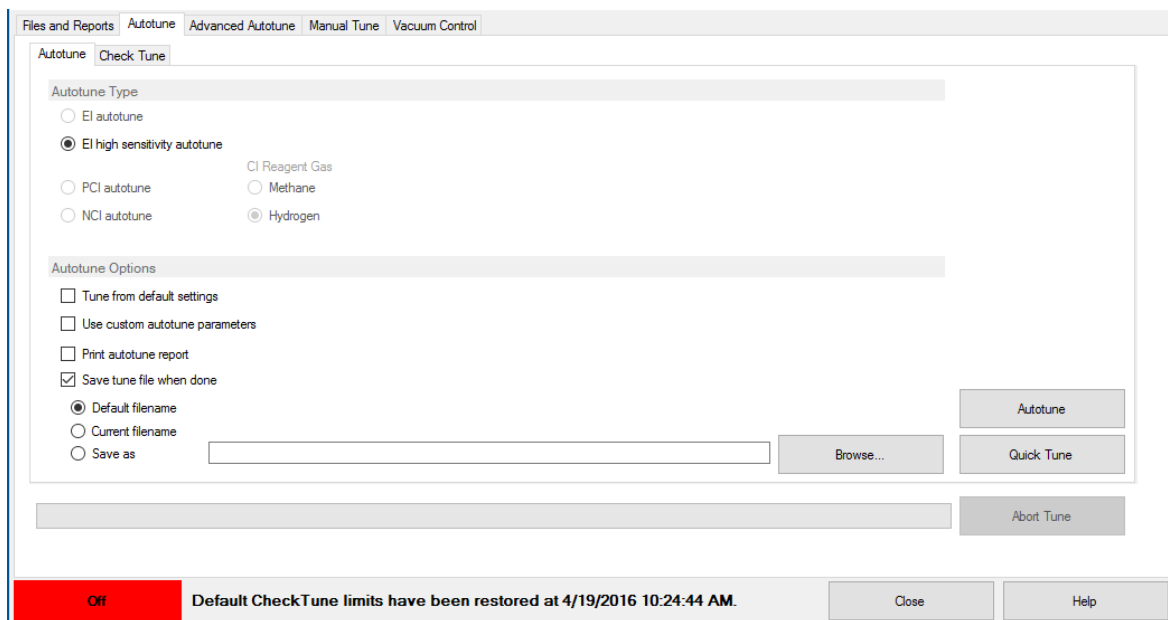 Files and Reports Autotune Advanced Autotune Manual Tune Vacuum Control
Autotune Check Tune
Autotune Type
EI autotune
EI high sensitivity autotune
CI Reagent Gas
PCI autotune Methane
NCI autotune Hydrogen
Autotune Options
Tune from default settings
Use custom autotune parameters
Print autotune report
Save tune file when done
Default filename Autotune
Current filename
Save as Browse... Quick Tune
Abort Tune
Off Default CheckTune limits have been restored at 4/19/2016 10:24:44 AM. Close Help